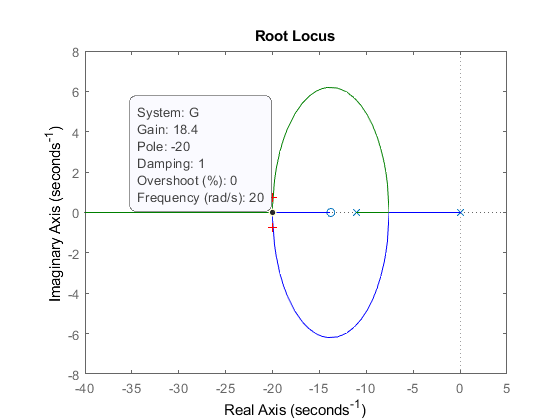 Root Locus
System: G
Gain: 18.4
Pole: -20
Damping: 1
Overshoot (%): 0
Frequency (rad/s): 20
Imaginary Axis (seconds⁻¹)
8
6
4
2
0
-2
-4
-6
-8
-40 -35 -30 -25 -20 -15 -10 -5 0 5
Real Axis (seconds⁻¹)